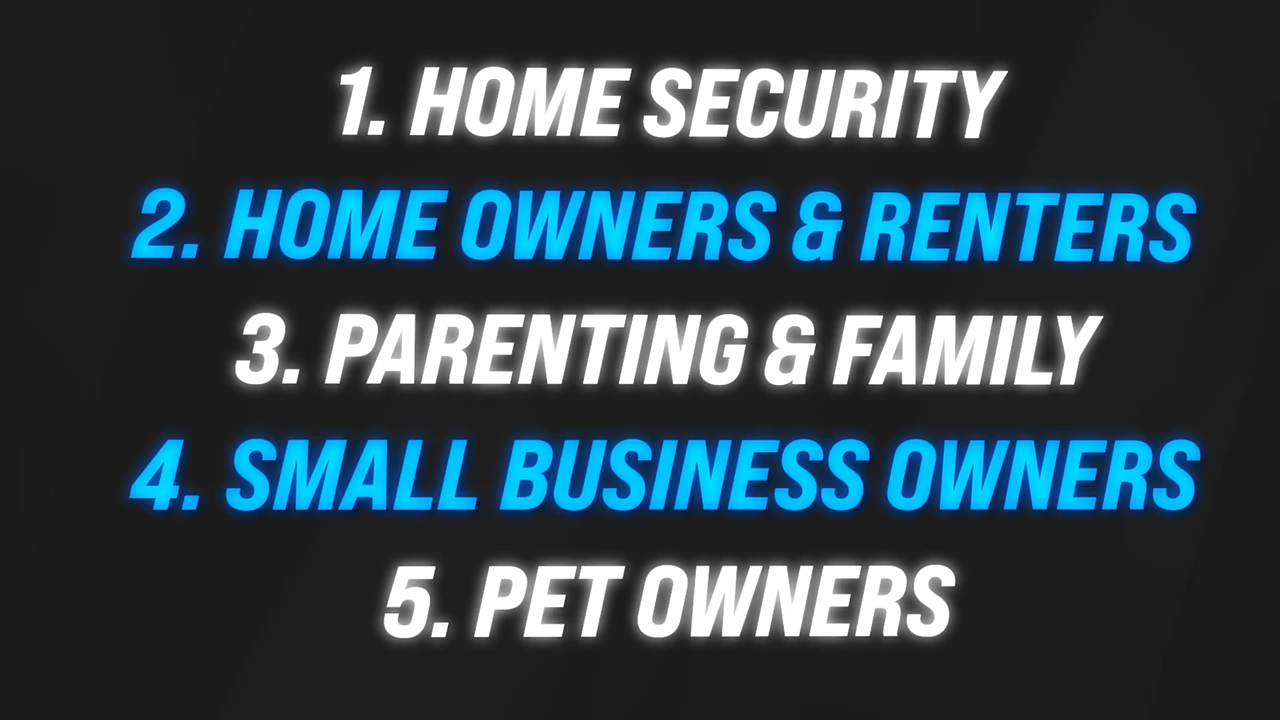 1. HOME SECURITY
2. HOME OWNERS & RENTERS
3. PARENTING & FAMILY
4. SMALL BUSINESS OWNERS
5. PET OWNERS